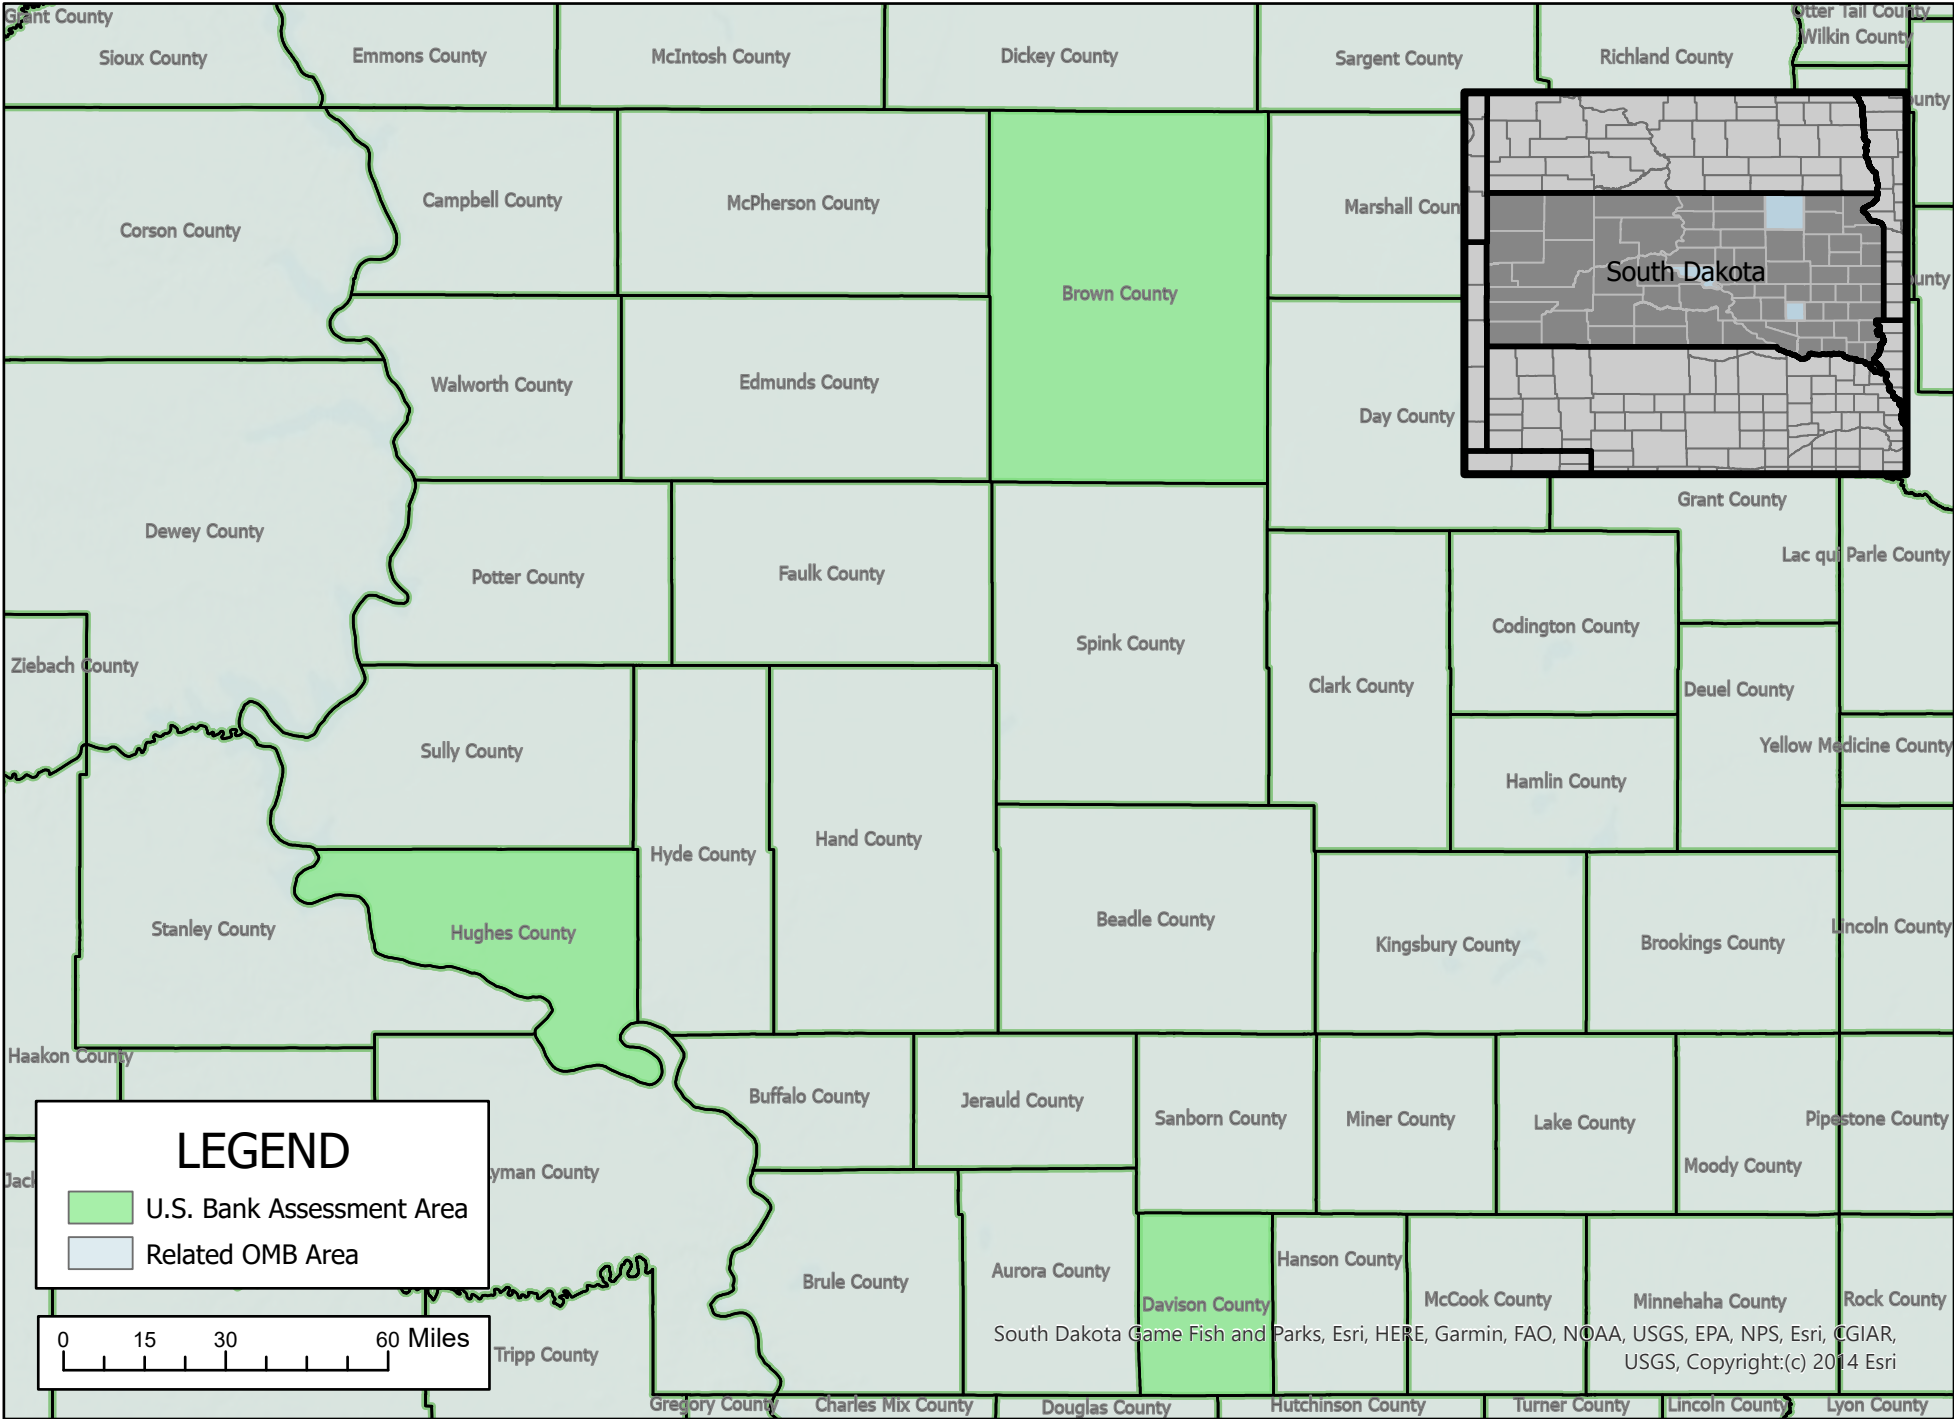 Grant County
Otter Tail County
Sioux County
Emmons County
McIntosh County
Dickey County
Sargent County
Richland County
Wilkin County
Corson County
Campbell County
McPherson County
Marshall Coun
Brown County
South Dakota
Walworth County
Edmunds County
Day County
Grant County
Dewey County
Potter County
Faulk County
Lac qui Parle County
Spink County
Codington County
Ziebach County
Clark County
Deuel County
Sully County
Yellow Medicine County
Hamlin County
Hyde County
Hand County
Stanley County
Hughes County
Beadle County
Kingsbury County
Brookings County
Lincoln County
Haakon County
Buffalo County
Jerauld County
Sanborn County
Miner County
Lake County
Pipestone County
Moody County
Jack
yman County
LEGEND
U.S. Bank Assessment Area
Related OMB Area
Brule County
Aurora County
Hanson County
Davison County
McCook County
Minnehaha County
Rock County
0 15 30 60 Miles
Tripp County
South Dakota Game Fish and Parks, Esri, HERE, Garmin, FAO, NOAA, USGS, EPA, NPS, Esri, CGIAR,
USGS, Copyright:(c) 2014 Esri
Gregory County
Charles Mix County
Douglas County
Hutchinson County
Turner County
Lincoln County
Lyon County